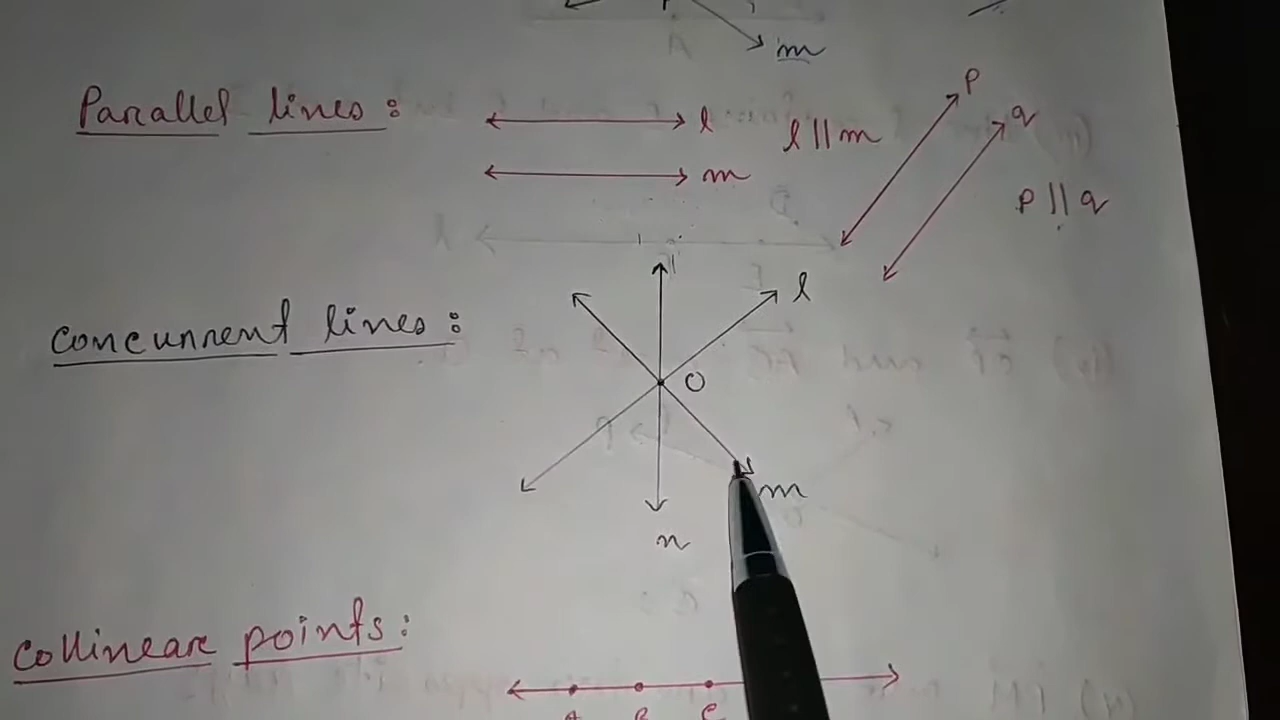 m
Parallel lines :
l
l || m
m
p
q
p || q
Concurrent lines :
l
O
m
n
Collinear points :
A B C